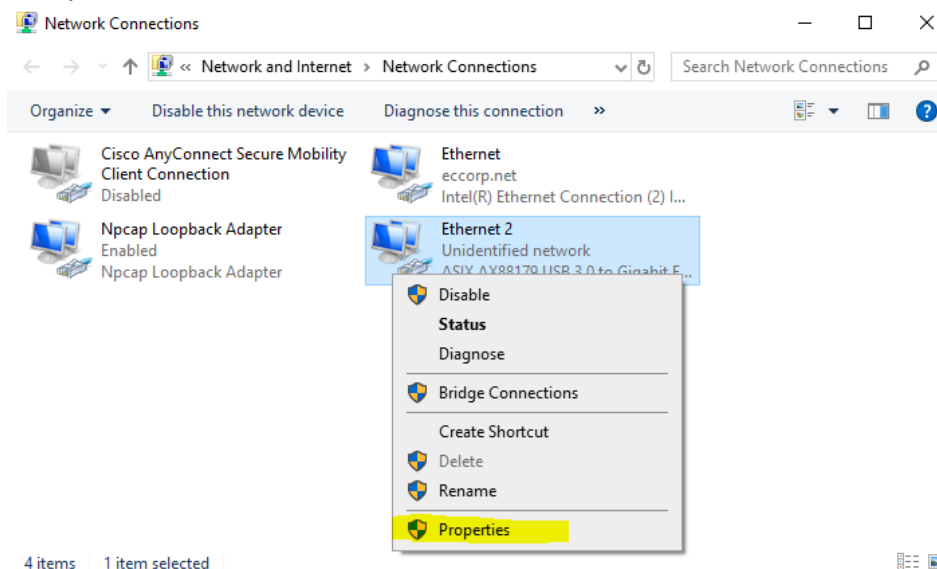 Network Connections
« Network and Internet > Network Connections
Search Network Connections
Organize
Disable this network device
Diagnose this connection
»
?
Cisco AnyConnect Secure Mobility
Client Connection
Disabled
Ethernet
eccorp.net
Intel(R) Ethernet Connection (2) I...
Npcap Loopback Adapter
Enabled
Npcap Loopback Adapter
Ethernet 2
Unidentified network
ASIX AX88179 USB 3.0 to Gigabit E...
Disable
Status
Diagnose
Bridge Connections
Create Shortcut
Delete
Rename
Properties
4 items
1 item selected